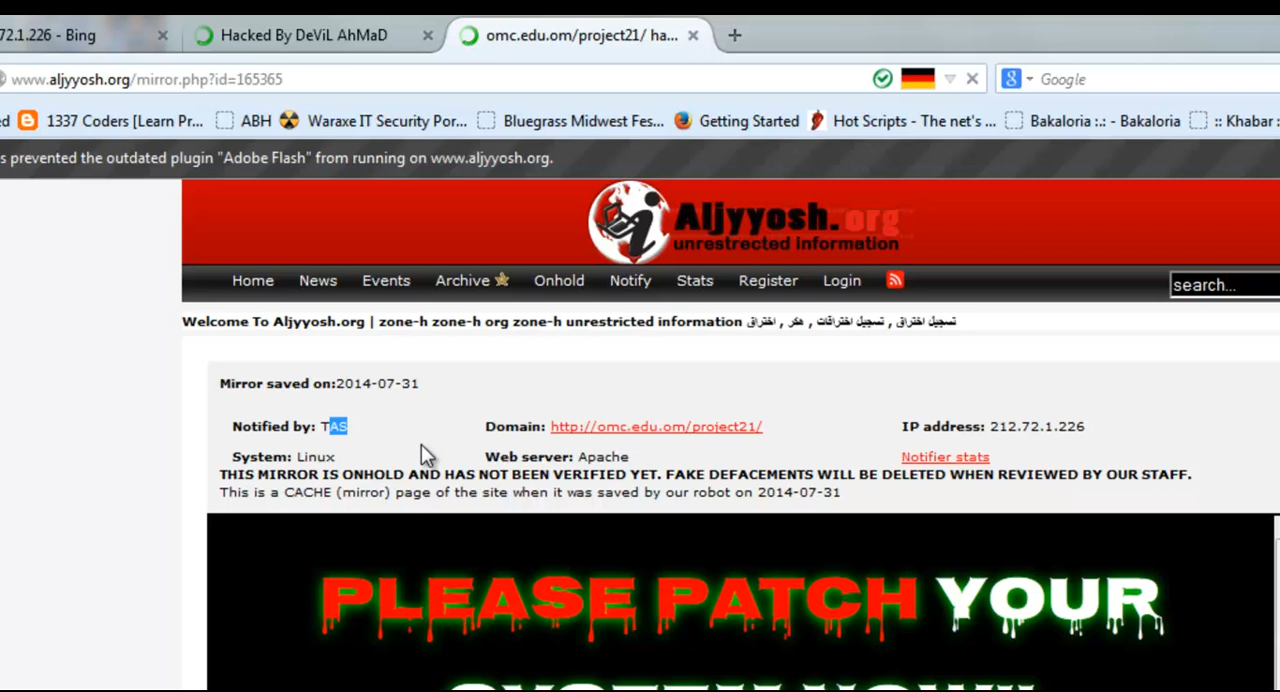 72.1.226 - Bing
Hacked By DeViL AhMaD
omc.edu.om/project21/ ha...
www.aljyyosh.org/mirror.php?id=165365
Google
ed
1337 Coders [Learn Pr...
ABH
Waraxe IT Security Por...
Bluegrass Midwest Fes...
Getting Started
Hot Scripts - The net's ...
Bakaloria :.: - Bakaloria
:: Khabar :
s prevented the outdated plugin "Adobe Flash" from running on www.aljyyosh.org.
Aljyyosh.org
unrestrected information
Home News Events Archive Onhold Notify Stats Register Login
search...
Welcome To Aljyyosh.org | zone-h zone-h org zone-h unrestricted information تسجيل اختراق , تسجيل اختراقات , هكر , اختراق
Mirror saved on:2014-07-31
Notified by: TAS Domain: http://omc.edu.om/project21/ IP address: 212.72.1.226
System: Linux Web server: Apache Notifier stats
THIS MIRROR IS ONHOLD AND HAS NOT BEEN VERIFIED YET. FAKE DEFACEMENTS WILL BE DELETED WHEN REVIEWED BY OUR STAFF.
This is a CACHE (mirror) page of the site when it was saved by our robot on 2014-07-31
PLEASE PATCH YOUR